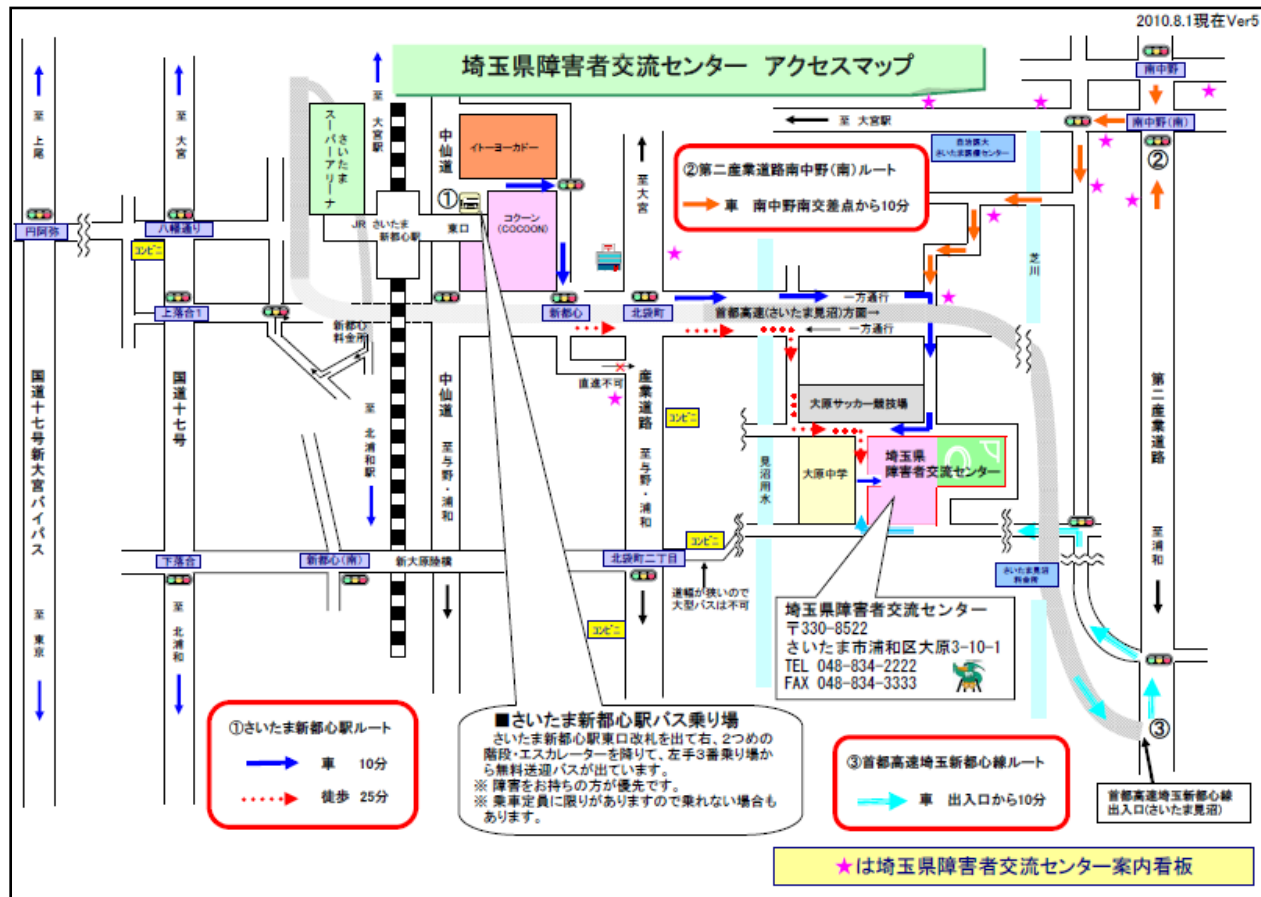 2010.8.1現在Ver5
埼玉県障害者交流センター アクセスマップ
至 上尾
至 大宮
さいたま
スーパーアリーナ
至 大宮駅
中仙道
イトーヨーカドー
①
コクーン
(COCOON)
JR さいたま
新都心駅
東口
至 大宮
至 大宮駅
自治医大
さいたま医療センター
南中野
南中野(南)
②
②第二産業道路南中野(南)ルート
車 南中野南交差点から10分
円阿弥
八幡通り
コンビニ
上落合1
新都心
料金所
新都心
北袋町
一方通行
首都高速(さいたま見沼)方面→
一方通行
芝川
直進不可
国道十七号新大宮バイパス
国道十七号
至 北浦和駅
中仙道
至 与野・浦和
産業道路
至 与野・浦和
コンビニ
見沼用水
大原サッカー競技場
大原中学
埼玉県
障害者交流センター
第二産業道路
至 浦和
下落合
新都心(南)
新大原陸橋
北袋町二丁目
コンビニ
道幅が狭いので
大型バスは不可
コンビニ
さいたま見沼
料金所
至 東京
至 北浦和
埼玉県障害者交流センター
〒330-8522
さいたま市浦和区大原3-10-1
TEL 048-834-2222
FAX 048-834-3333
①さいたま新都心駅ルート
車 10分
徒歩 25分
■さいたま新都心駅バス乗り場
さいたま新都心駅東口改札を出て右、2つめの
階段・エスカレーターを降りて、左手3番乗り場か
ら無料送迎バスが出ています。
※ 障害をお持ちの方が優先です。
※ 乗車定員に限りがありますので乗れない場合も
あります。
③
③首都高速埼玉新都心線ルート
車 出入口から10分
首都高速埼玉新都心線
出入口(さいたま見沼)
★は埼玉県障害者交流センター案内看板